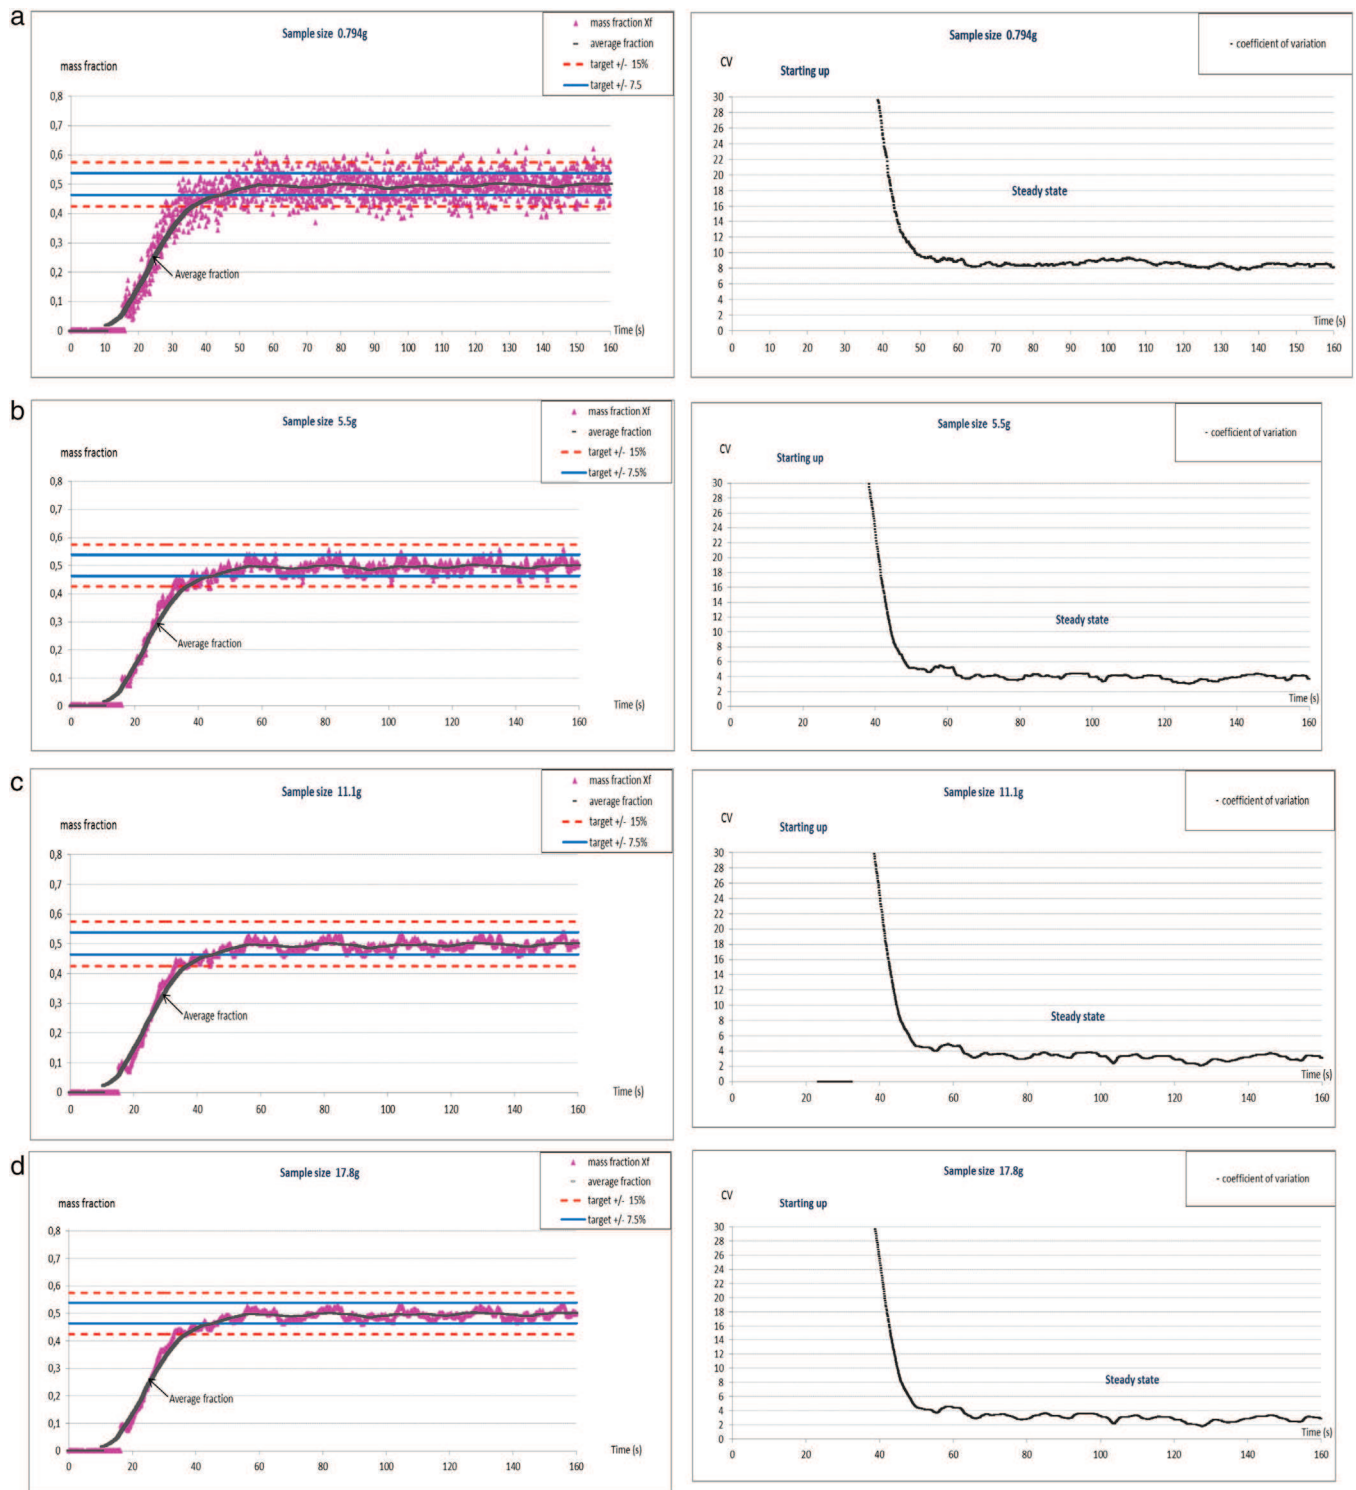 a
Sample size 0.794g
mass fraction Xf
average fraction
target +/- 15%
target +/- 7.5
mass fraction
0,8
0,7
0,6
0,5
0,4
0,3
0,2
0,1
0
Average fraction
Time (s)
0 10 20 30 40 50 60 70 80 90 100 110 120 130 140 150 160
Sample size 0.794g
- coefficient of variation
CV
Starting up
30
28
26
24
22
20
18
16
14
12
10
8
6
4
2
0
Steady state
Time (s)
0 10 20 30 40 50 60 70 80 90 100 110 120 130 140 150 160
b
Sample size 5.5g
mass fraction Xf
average fraction
target +/- 15%
target +/- 7.5%
mass fraction
0,8
0,7
0,6
0,5
0,4
0,3
0,2
0,1
0
Average fraction
Time (s)
0 20 40 60 80 100 120 140 160
Sample size 5.5g
- coefficient of variation
CV
Starting up
30
28
26
24
22
20
18
16
14
12
10
8
6
4
2
0
Steady state
Time (s)
0 20 40 60 80 100 120 140 160
c
Sample size 11.1g
mass fraction Xf
average fraction
target +/- 15%
target +/- 7.5%
mass fraction
0,8
0,7
0,6
0,5
0,4
0,3
0,2
0,1
0
Average fraction
Time (s)
0 20 40 60 80 100 120 140 160
Sample size 11.1g
- coefficient of variation
CV
Starting up
30
28
26
24
22
20
18
16
14
12
10
8
6
4
2
0
Steady state
Time (s)
0 20 40 60 80 100 120 140 160
d
Sample size 17.8g
mass fraction Xf
average fraction
target +/- 15%
target +/- 7.5%
mass fraction
0,8
0,7
0,6
0,5
0,4
0,3
0,2
0,1
0
Average fraction
Time (s)
0 20 40 60 80 100 120 140 160
Sample size 17.8g
- coefficient of variation
CV
Starting up
30
28
26
24
22
20
18
16
14
12
10
8
6
4
2
0
Steady state
Time (s)
0 20 40 60 80 100 120 140 160